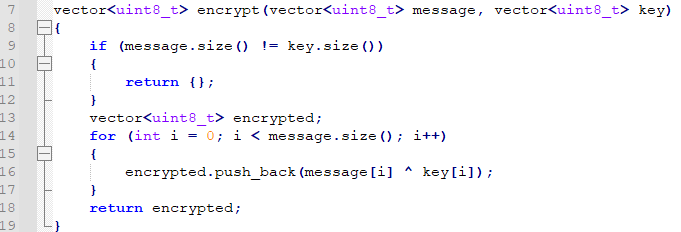 7 vector<uint8_t> encrypt(vector<uint8_t> message, vector<uint8_t> key)
8 {
9     if (message.size() != key.size())
10     {
11         return {};
12     }
13     vector<uint8_t> encrypted;
14     for (int i = 0; i < message.size(); i++)
15     {
16         encrypted.push_back(message[i] ^ key[i]);
17     }
18     return encrypted;
19 }